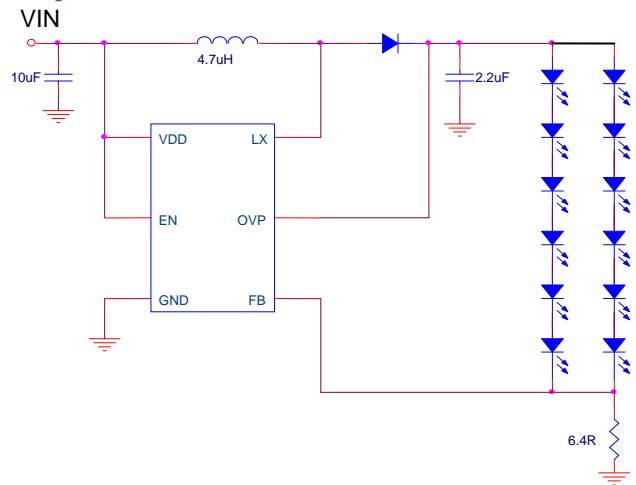 VIN
10uF
4.7uH
2.2uF
VDD
LX
EN
OVP
GND
FB
6.4R